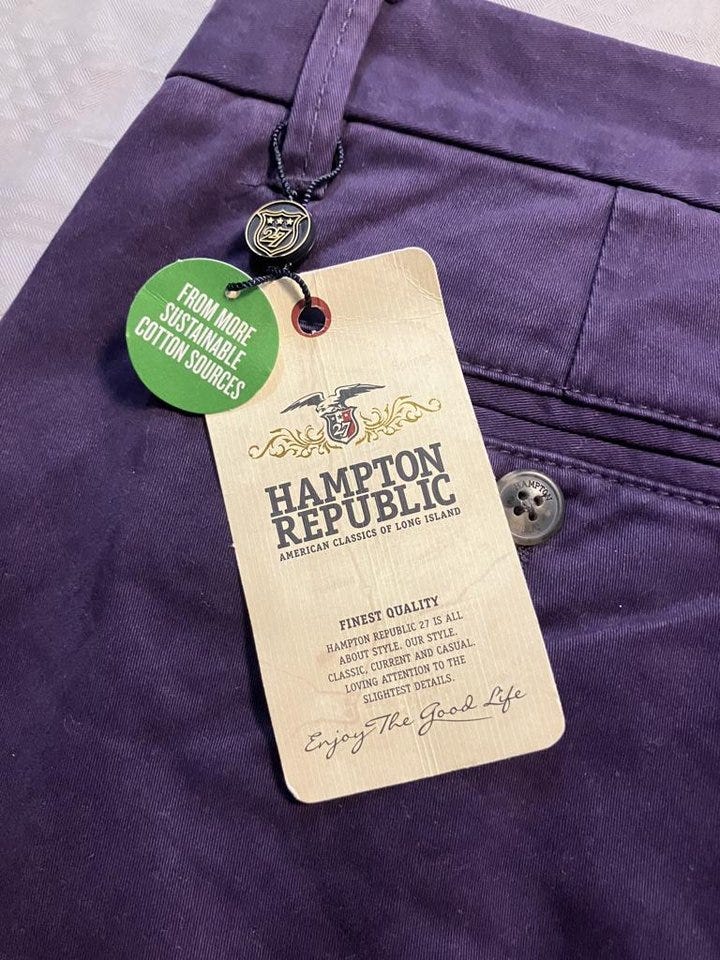 27
FROM MORE
SUSTAINABLE
COTTON SOURCES
27
HAMPTON
REPUBLIC
AMERICAN CLASSICS OF LONG ISLAND
HAMPTON
FINEST QUALITY
HAMPTON REPUBLIC 27 IS ALL
ABOUT STYLE. OUR STYLE.
CLASSIC, CURRENT AND CASUAL.
LOVING ATTENTION TO THE
SLIGHTEST DETAILS.
Enjoy The Good Life